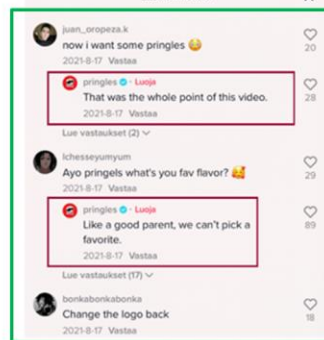 juan_oropeza.k
now i want some pringles
20
2021-8-17 Vastaa
pringles · Luoja
That was the whole point of this video.
28
2021-8-17 Vastaa
Lue vastaukset (2)
lchesseyumyum
Ayo pringels what's you fav flavor?
29
2021-8-17 Vastaa
pringles · Luoja
Like a good parent, we can't pick a
favorite.
89
2021-8-17 Vastaa
Lue vastaukset (17)
bonkabonkabonka
Change the logo back
18
2021-8-17 Vastaa